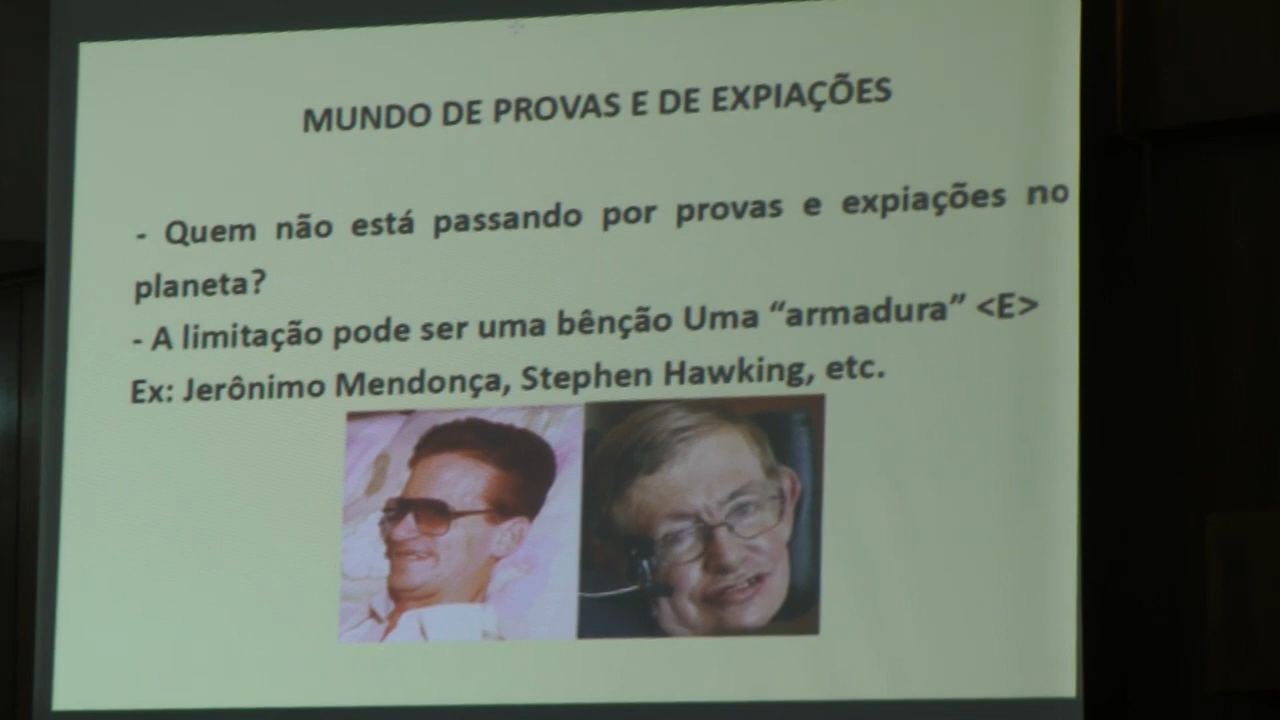 MUNDO DE PROVAS E DE EXPIAÇÕES
- Quem não está passando por provas e expiações no
planeta?
- A limitação pode ser uma bênção Uma “armadura” <E>
Ex: Jerônimo Mendonça, Stephen Hawking, etc.